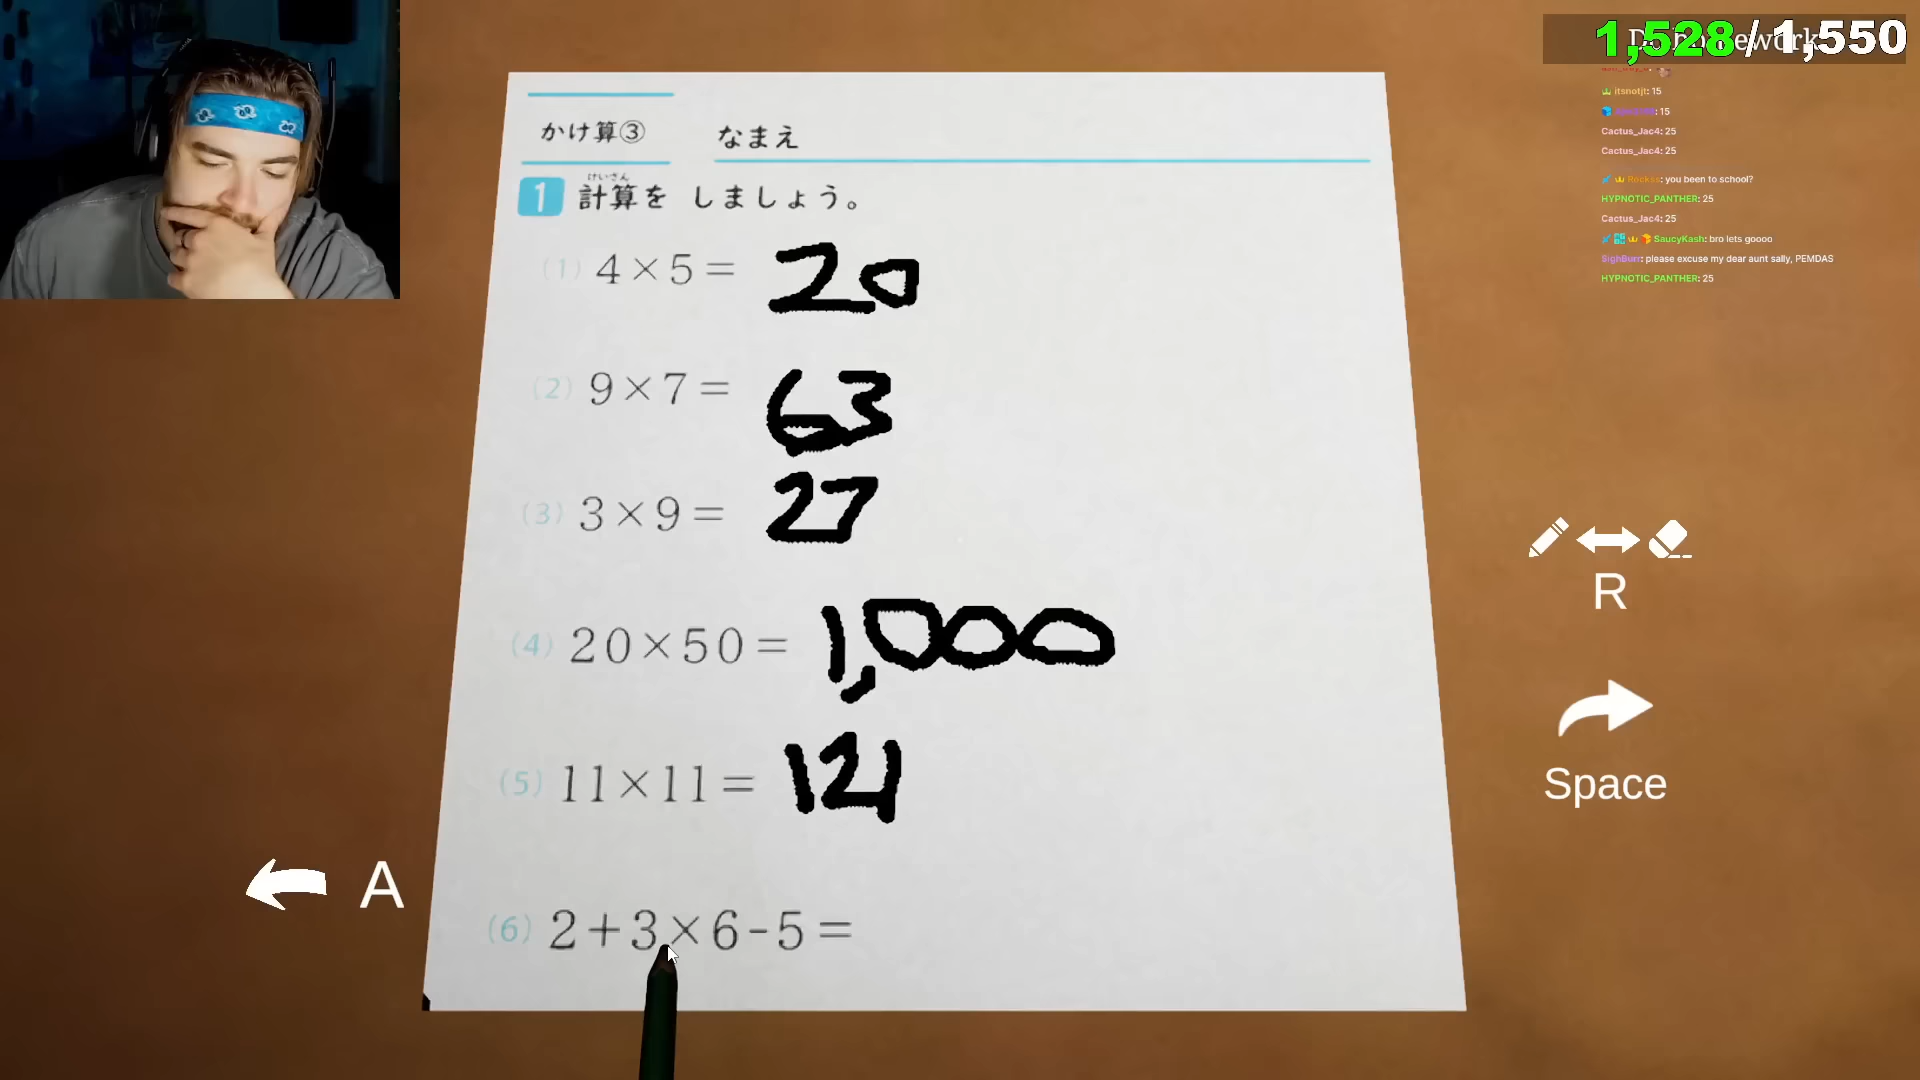 1,528/1,550
itsnotjt: 15
: 15
Cactus_Jac4: 25
Cactus_Jac4: 25
Rockss: you been to school?
HYPNOTIC_PANTHER: 25
Cactus_Jac4: 25
SaucyKash: bro lets goooo
SighBurr: please excuse my dear aunt sally, PEMDAS
HYPNOTIC_PANTHER: 25
かけ算③ なまえ
けいさん
1 計算を しましょう。
(1) 4×5= 20
(2) 9×7= 63
(3) 3×9= 27
(4) 20×50= 1,000
(5) 11×11= 121
(6) 2+3×6-5=
R
Space
A